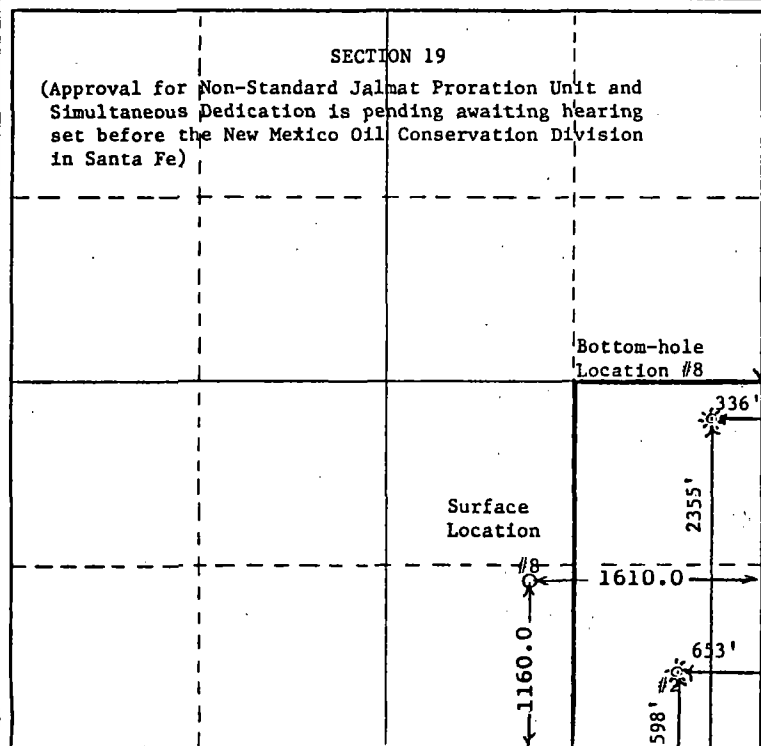 SECTION 19
(Approval for Non-Standard Jalmat Proration Unit and
Simultaneous Dedication is pending awaiting hearing
set before the New Mexico Oil Conservation Division
in Santa Fe)
Bottom-hole
Location #8
336'
2355'
Surface
Location
#8
1610.0
1160.0
653'
#2
598'